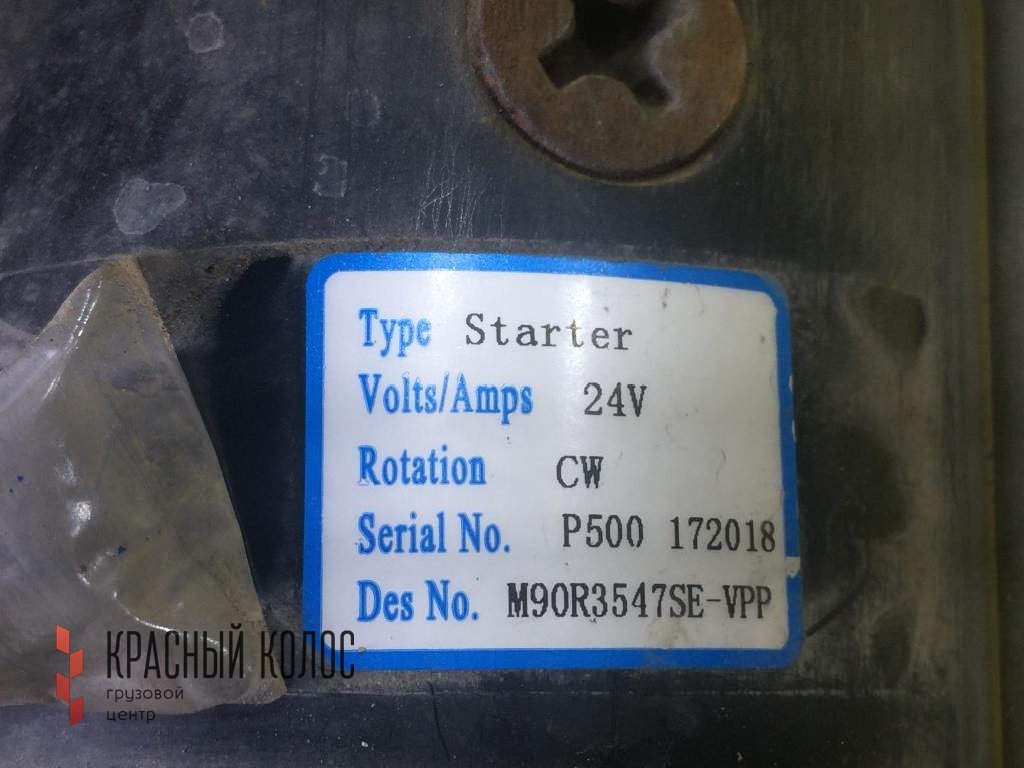 Type Starter
Volts/Amps 24V
Rotation CW
Serial No. P500 172018
Des No. M90R3547SE-VPP
КРАСНЫЙ КОЛОС
грузовой
центр